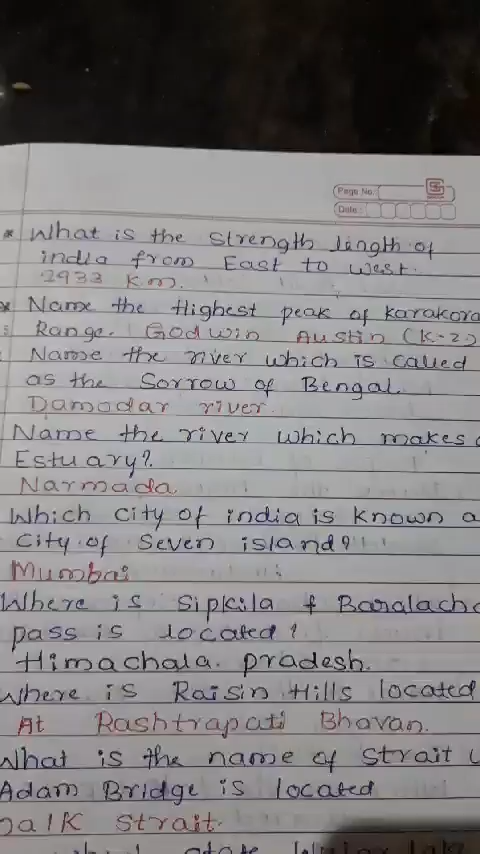 Page No.:
Date:
* What is the strength length of
india from East to west.
2933 Km.
* Name the Highest peak of Karakora
Range. Godwin Austin (K-2)
Name the river which is called
as the Sorrow of Bengal.
Damodar river.
Name the river which makes
Estuary?
Narmada.
Which city of india is known a
City of Seven island?
Mumbai
Where is Sipkila & Baralach
pass is located?
Himachala. pradesh.
Where is Raisin Hills located
At Rashtrapati Bhavan.
What is the name of Strait
Adam Bridge is located
palk Strait.